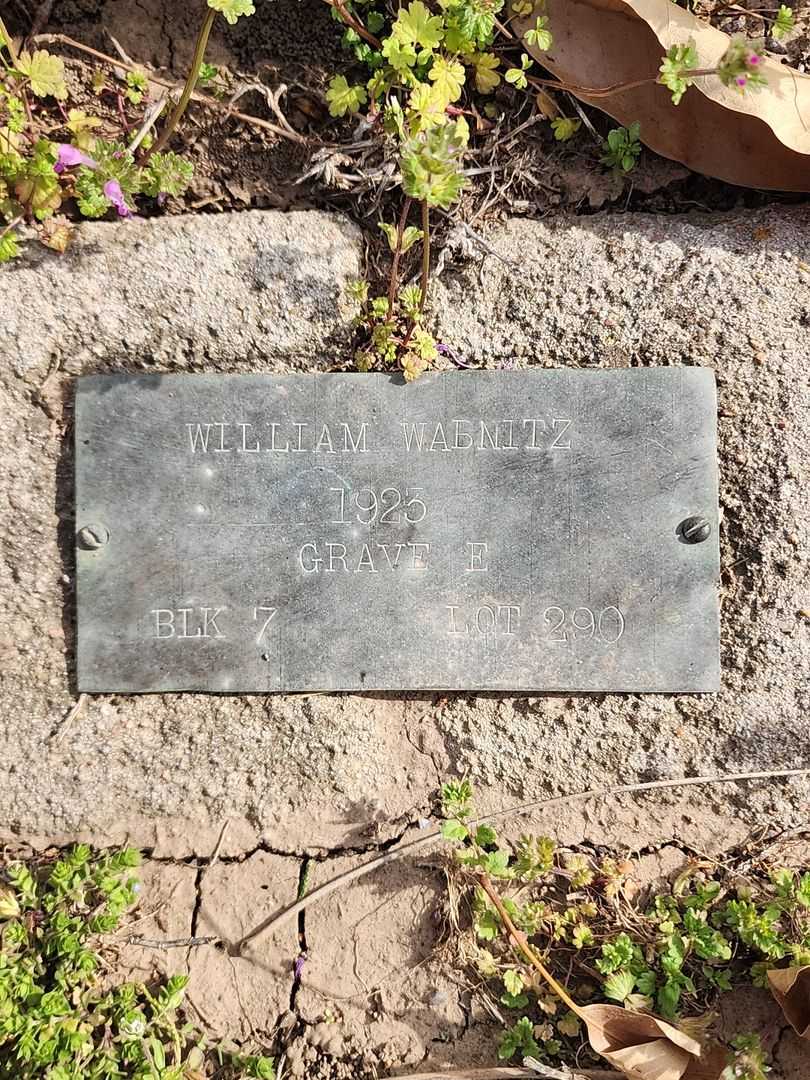 WILLIAM WABNITZ
1925
GRAVE E
BLK 7 LOT 290